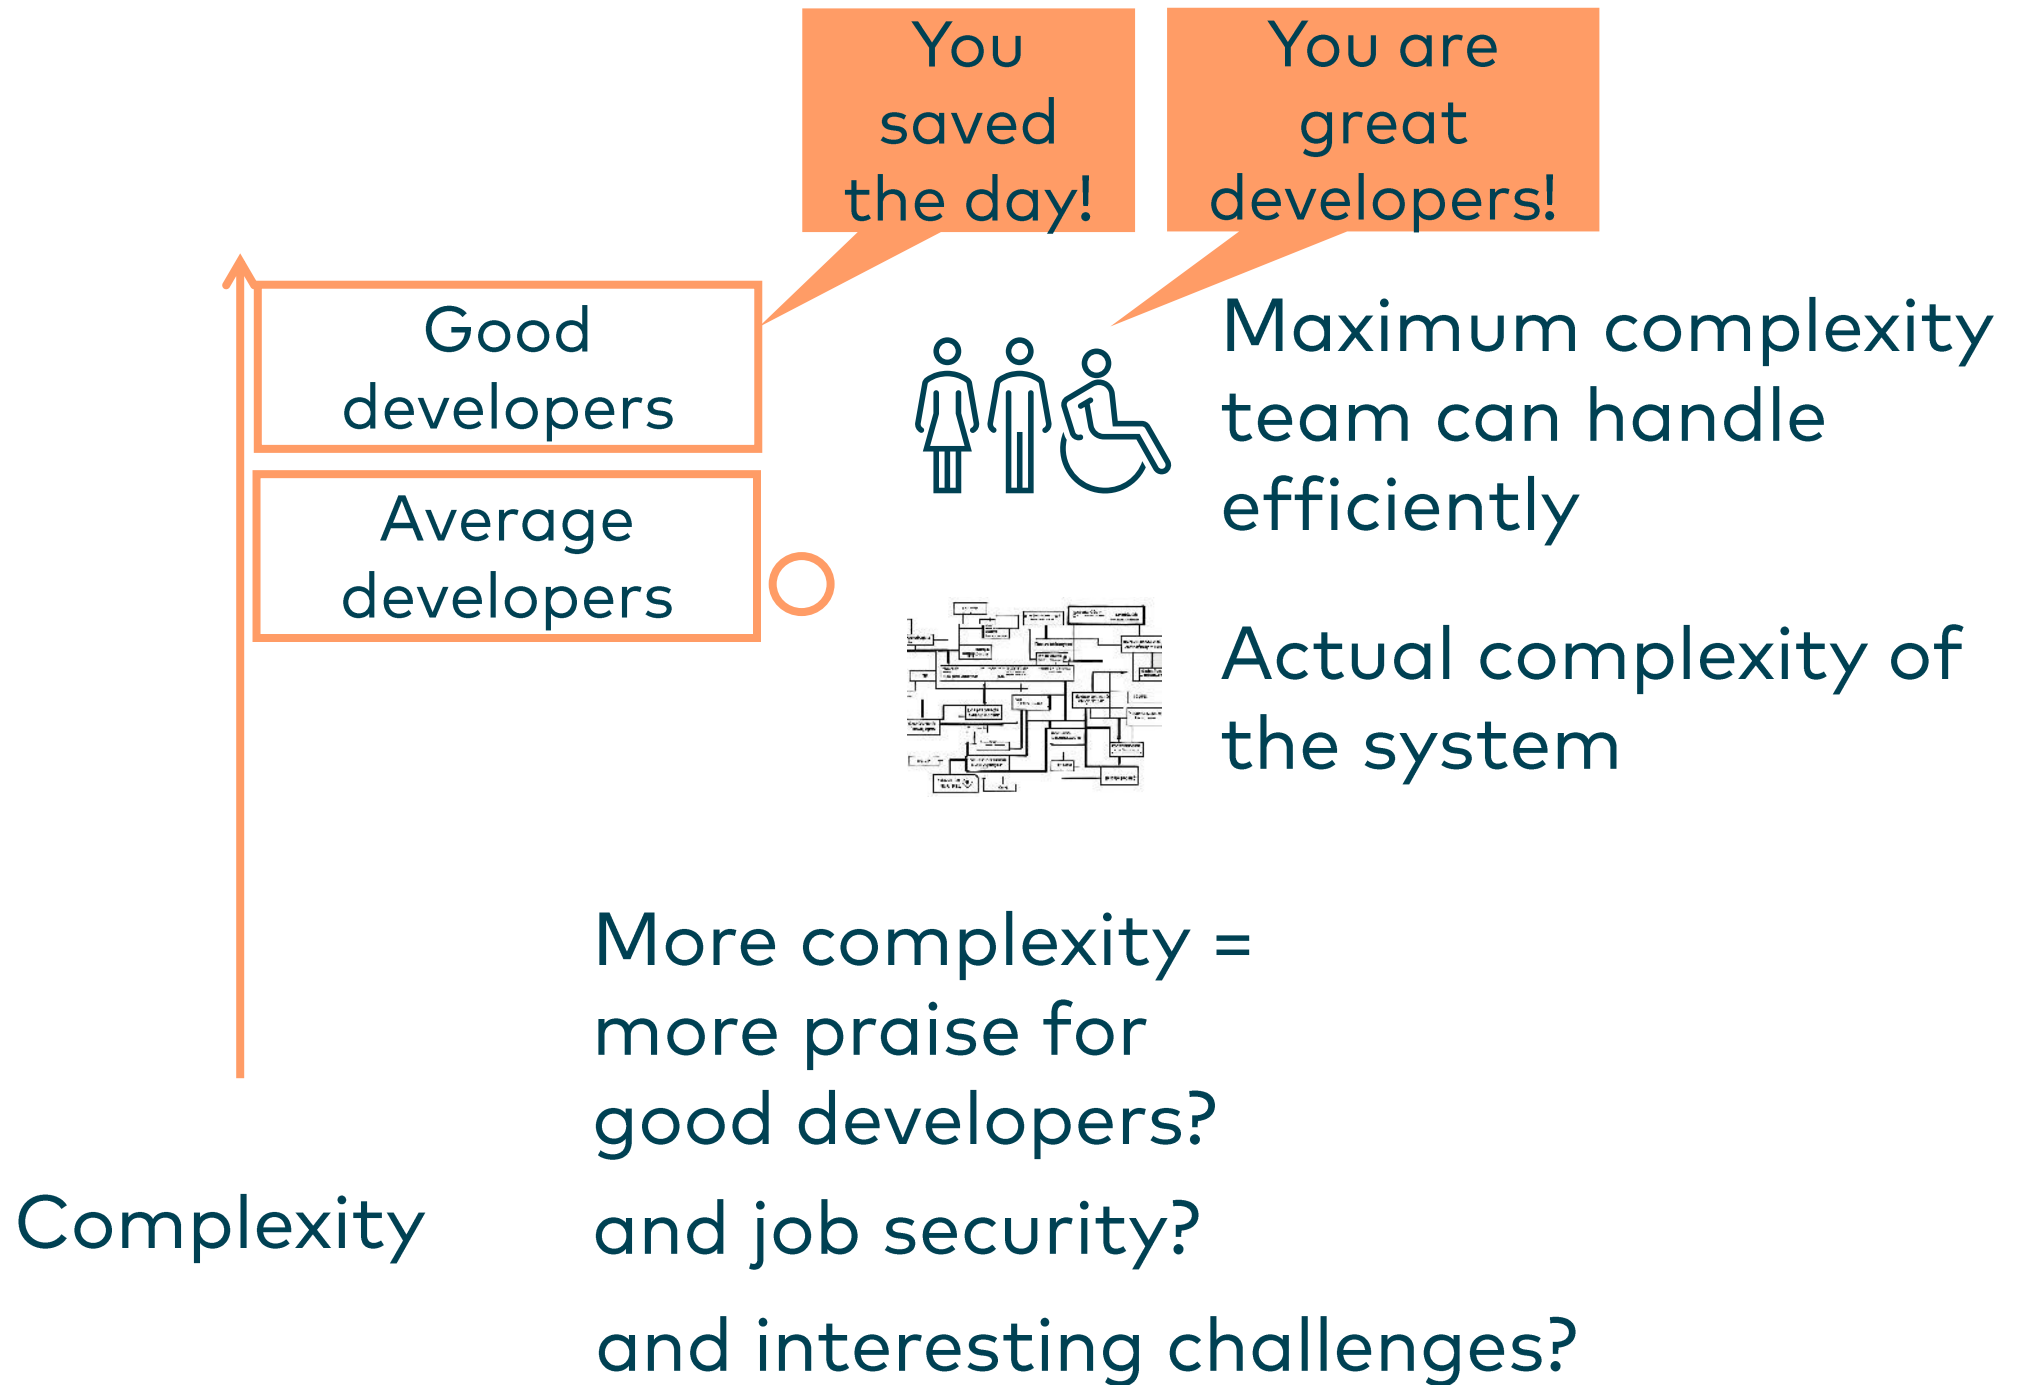 You
saved
the day!
You are
great
developers!
Good
developers
Average
developers
Maximum complexity
team can handle
efficiently
Actual complexity of
the system
More complexity =
more praise for
good developers?
and job security?
and interesting challenges?
Complexity